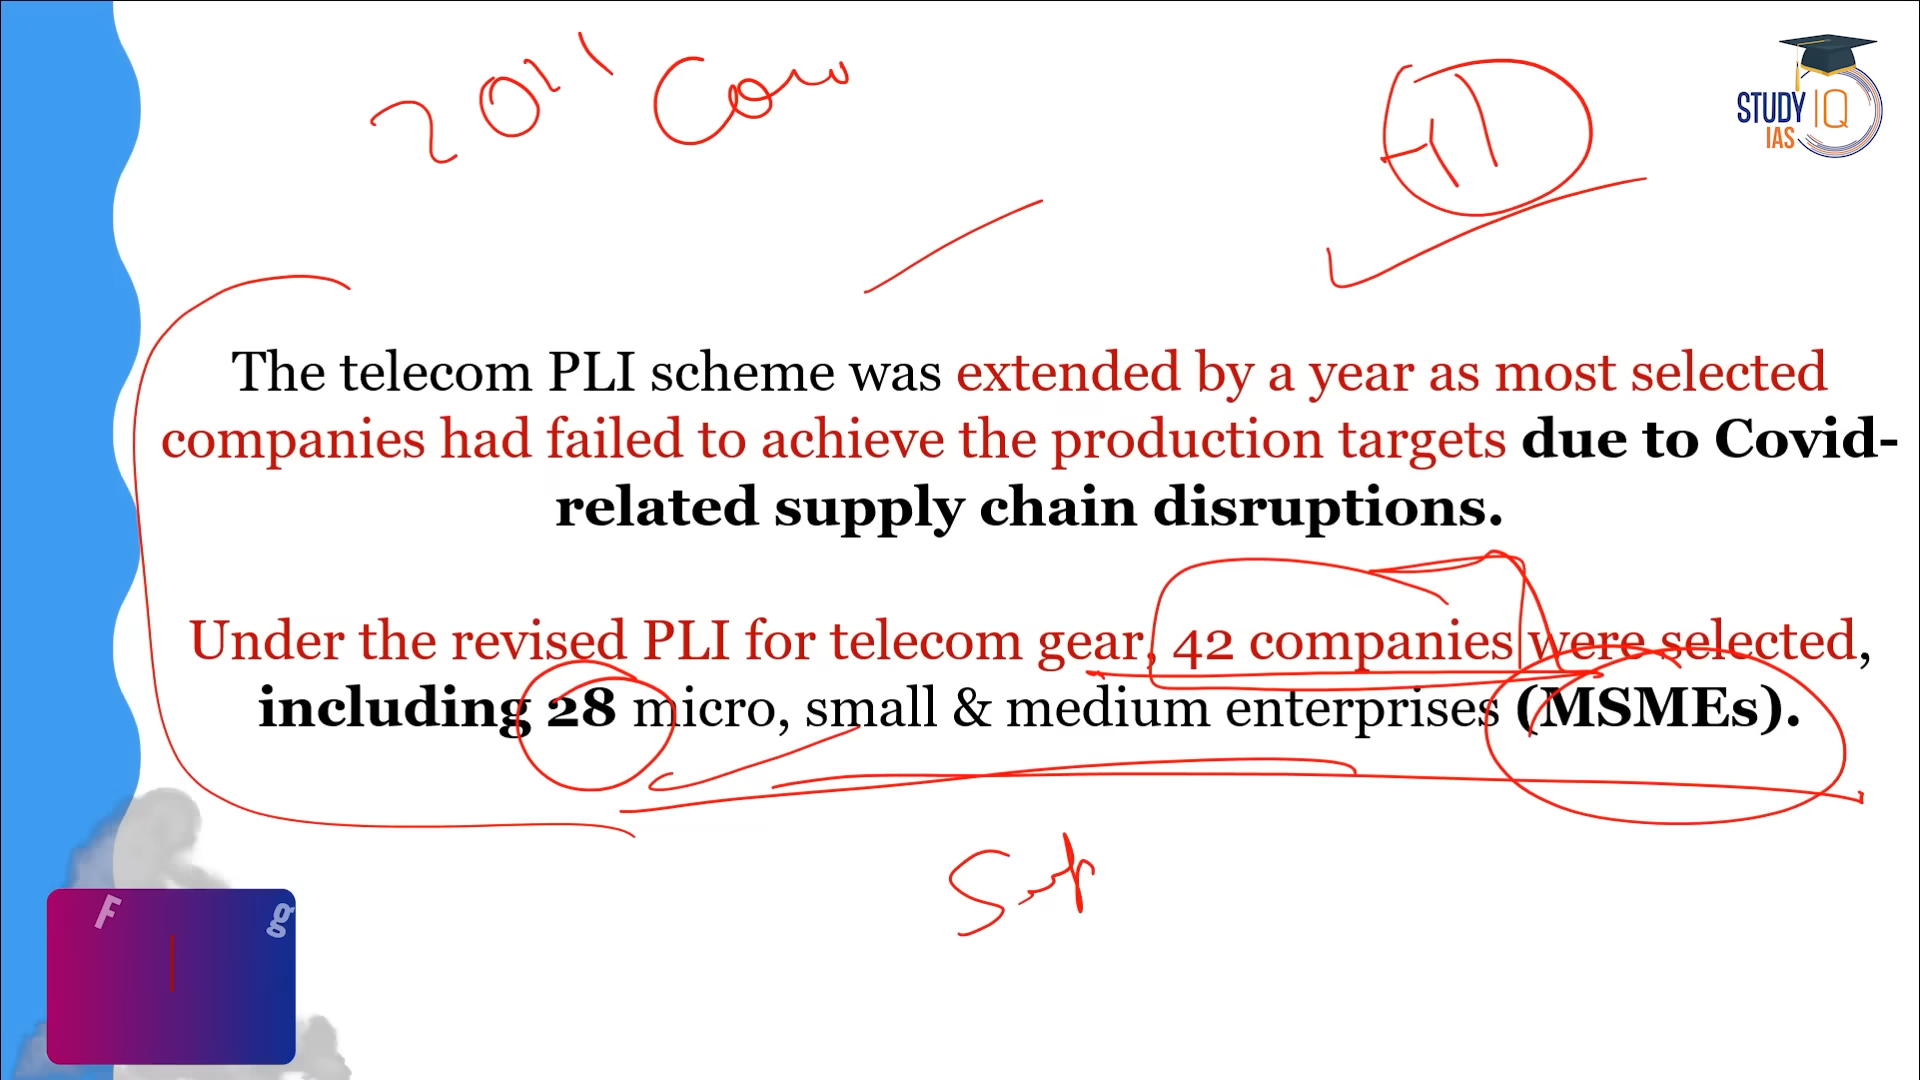 2011 Cow
STUDY IQ
IAS
The telecom PLI scheme was extended by a year as most selected
companies had failed to achieve the production targets due to Covid-
related supply chain disruptions.
Under the revised PLI for telecom gear, 42 companies were selected,
including 28 micro, small & medium enterprises (MSMEs).
F g